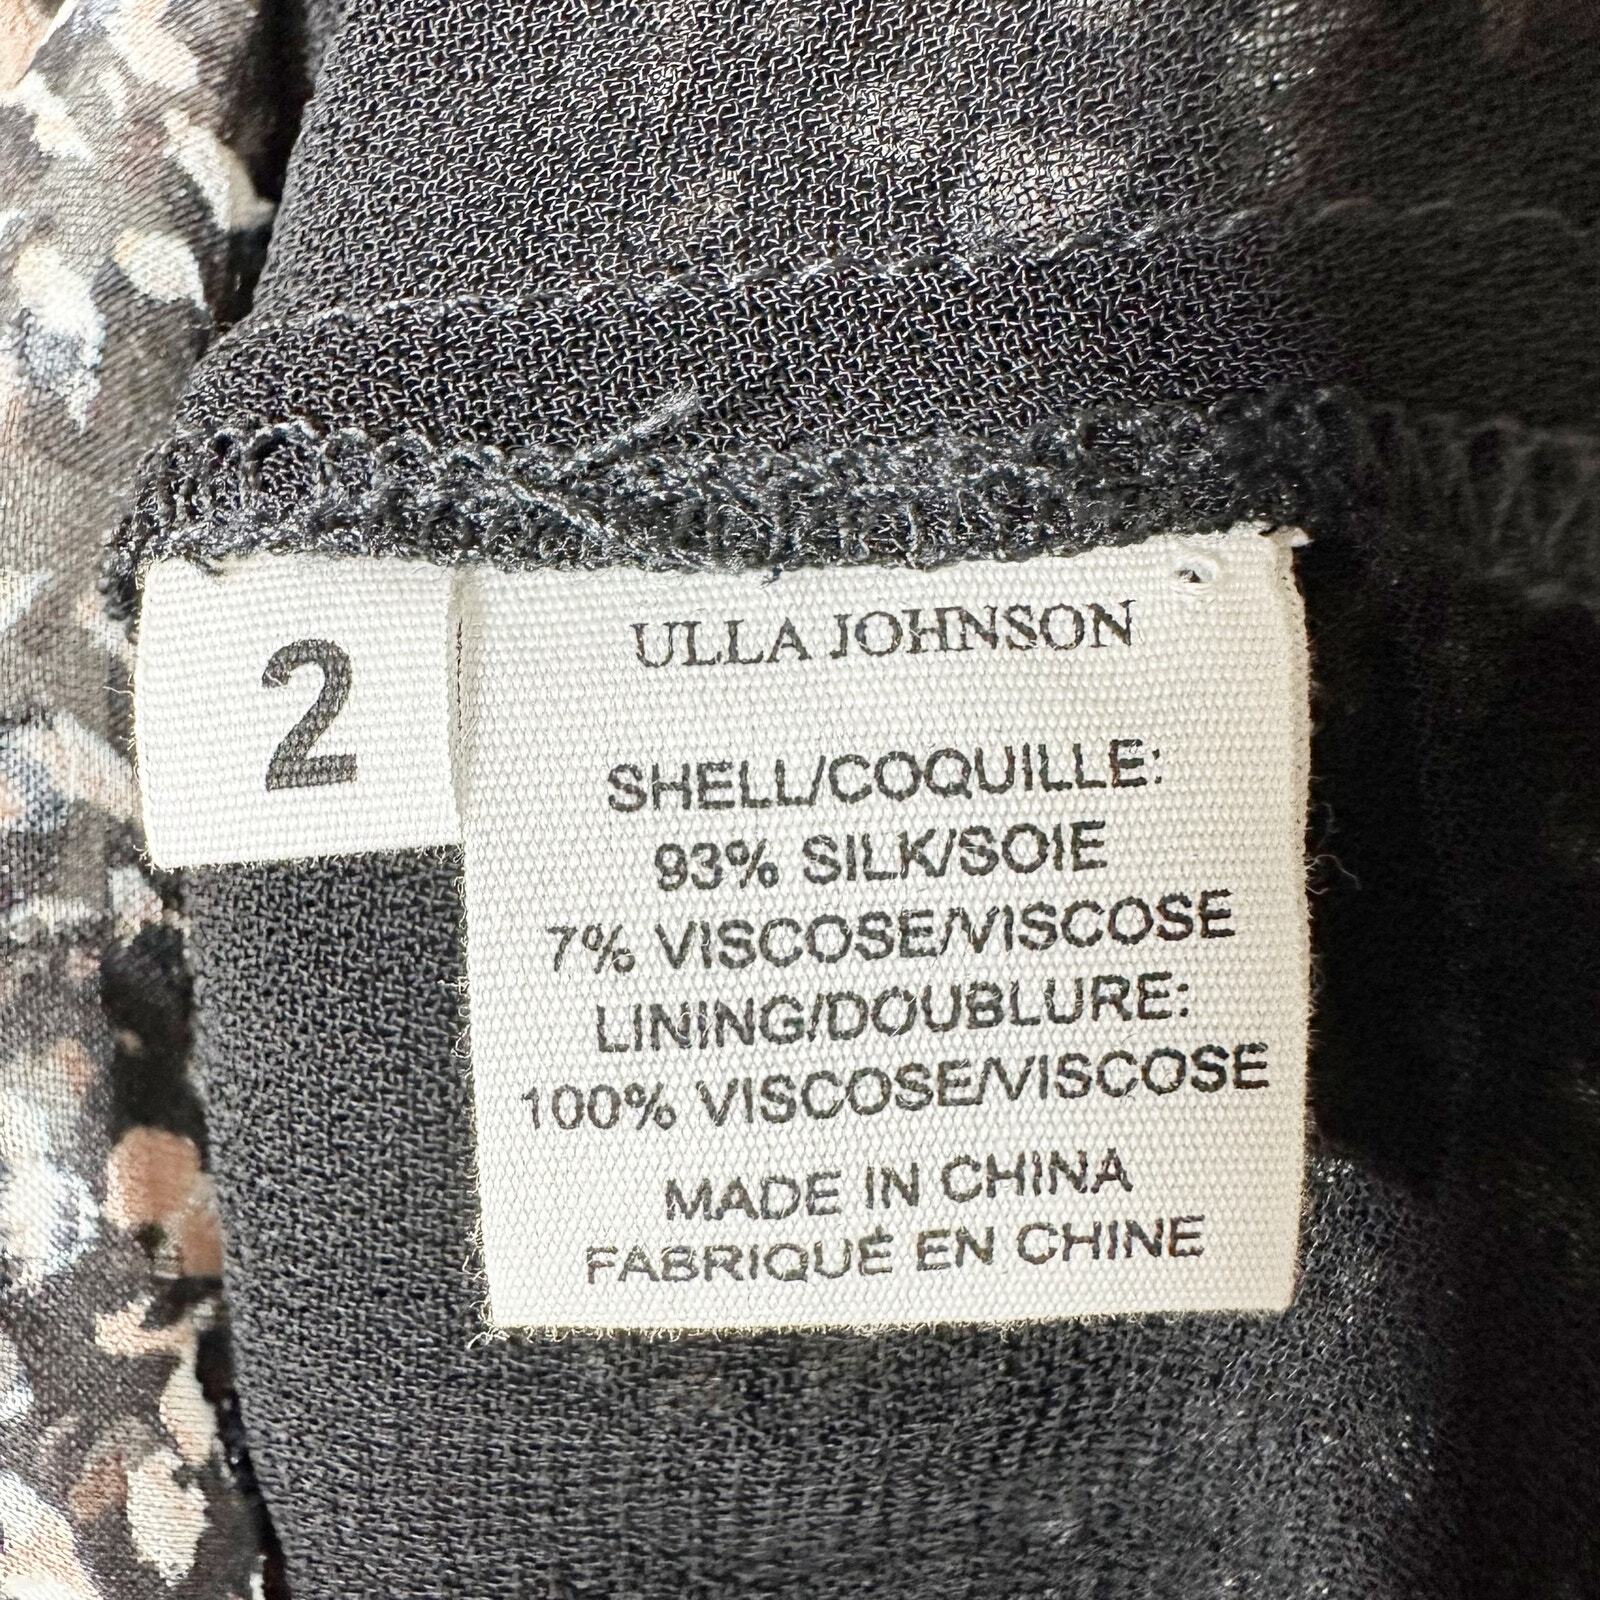 2
ULLA JOHNSON
SHELL/COQUILLE:
93% SILK/SOIE
7% VISCOSE/VISCOSE
LINING/DOUBLURE:
100% VISCOSE/VISCOSE
MADE IN CHINA
FABRIQUÉ EN CHINE